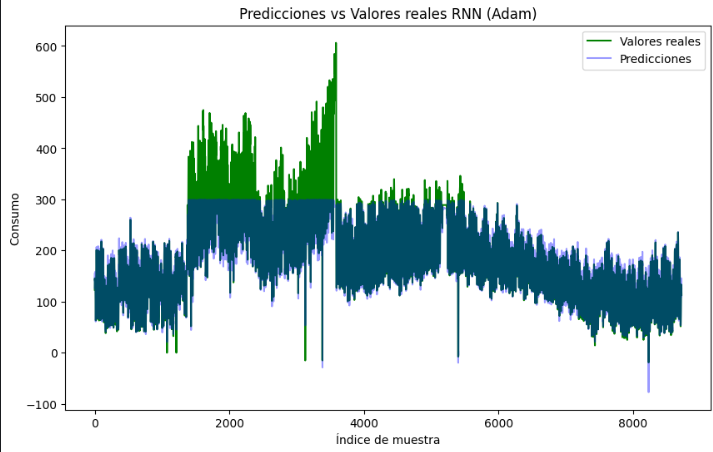 Predicciones vs Valores reales RNN (Adam)
Valores reales
Predicciones
600
500
400
300
200
100
0
−100
Consumo
0
2000
4000
6000
8000
Índice de muestra